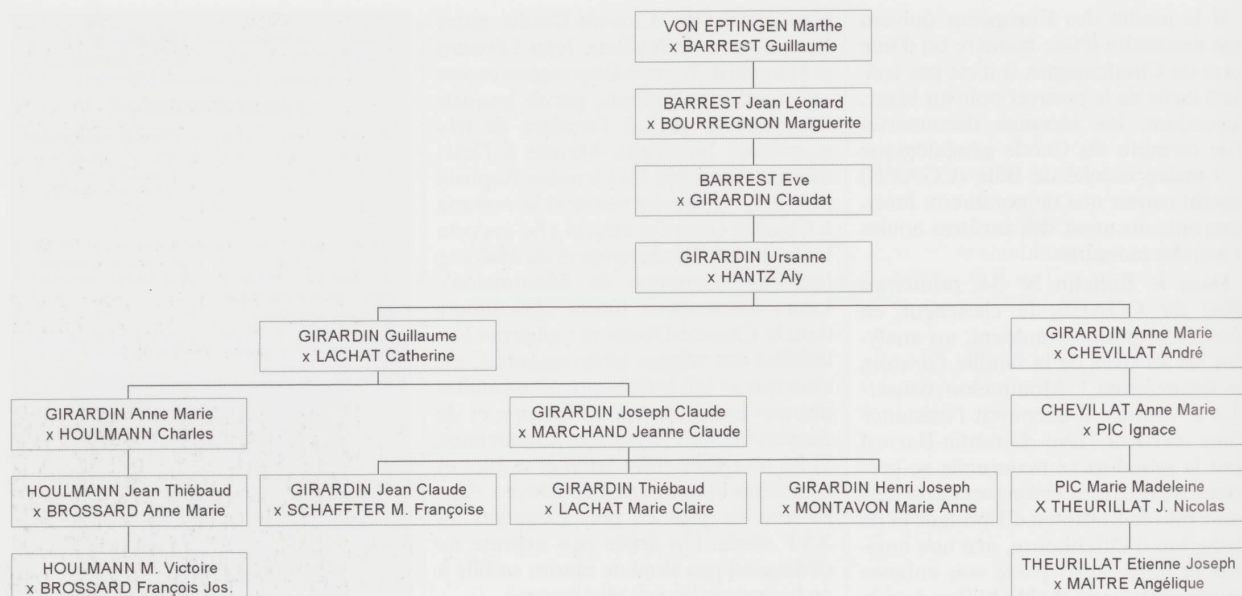 VON EPTINGEN Marthe
x BARREST Guillaume
BARREST Jean Léonard
x BOURREGNON Marguerite
BARREST Eve
x GIRARDIN Claudat
GIRARDIN Ursanne
x HANTZ Aly
GIRARDIN Guillaume
x LACHAT Catherine
GIRARDIN Anne Marie
x CHEVILLAT André
GIRARDIN Anne Marie
x HOULMANN Charles
GIRARDIN Joseph Claude
x MARCHAND Jeanne Claude
CHEVILLAT Anne Marie
x PIC Ignace
HOULMANN Jean Thiébaud
x BROSSARD Anne Marie
GIRARDIN Jean Claude
x SCHAFFTER M. Françoise
GIRARDIN Thiébaud
x LACHAT Marie Claire
GIRARDIN Henri Joseph
x MONTAVON Marie Anne
PIC Marie Madeleine
X THEURILLAT J. Nicolas
HOULMANN M. Victoire
x BROSSARD François Jos.
THEURILLAT Etienne Joseph
x MAITRE Angélique